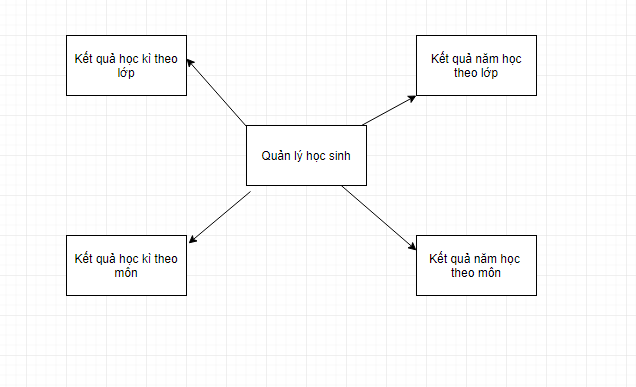 Kết quả học kì theo
lớp
Kết quả năm học
theo lớp
Quản lý học sinh
Kết quả học kì theo
môn
Kết quả năm học
theo môn